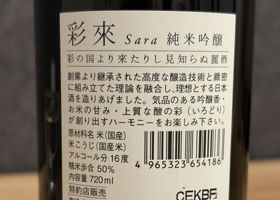 彩來 Sara 純米吟醸
彩の国より來たりし見知らぬ麗酒
創業より継承された高度な醸造技術と緻密
に組み立てた理論を融合し、理想とする日本
酒を造りあげました。気品のある吟醸香・
お米の甘み・上質な酸の彩(いろどり)
が創り出すハーモニーをお楽しみ下さい。
原材料名 米(国産)
米こうじ(国産米)
アルコール分 16度
精米歩合 50%
内容量 720ml
特約店販売
4 965323 654186